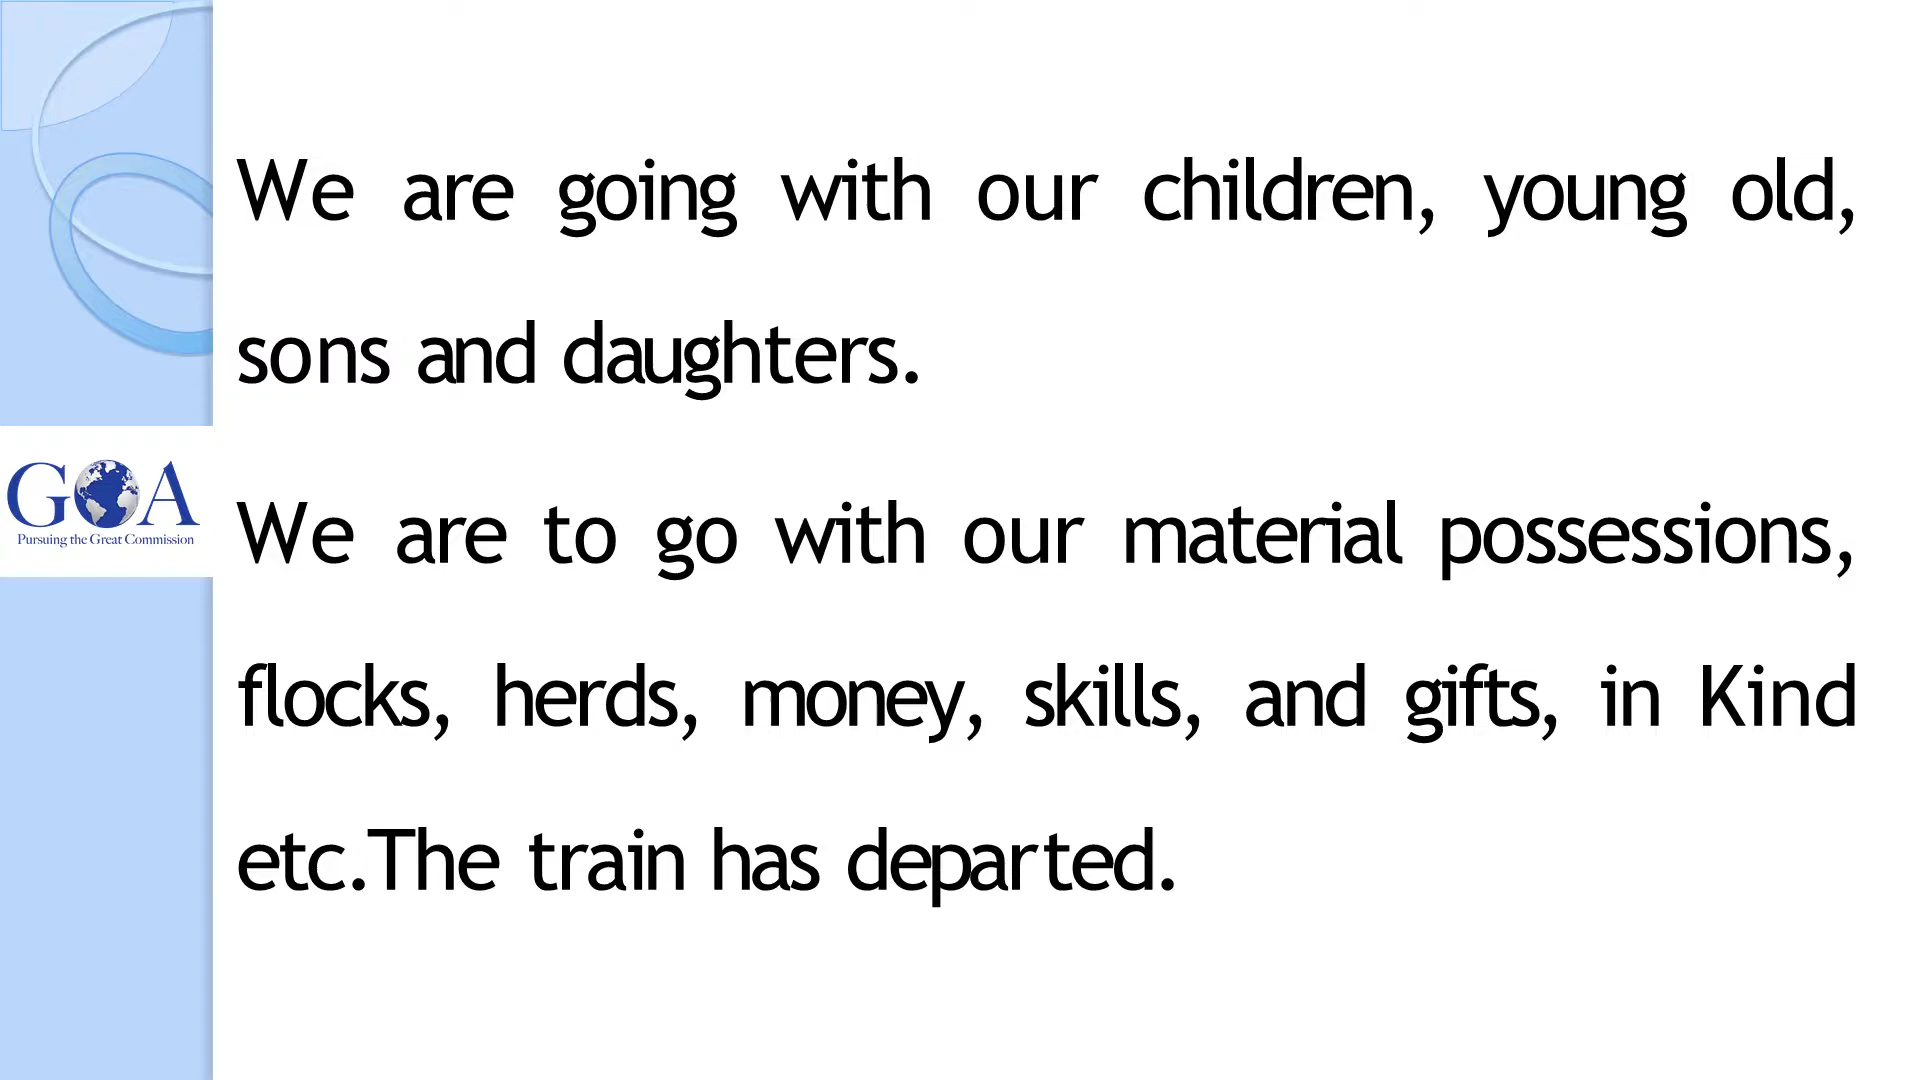 We are going with our children, young old,
sons and daughters.
GOA
Pursuing the Great Commission
We are to go with our material possessions,
flocks, herds, money, skills, and gifts, in Kind
etc.The train has departed.